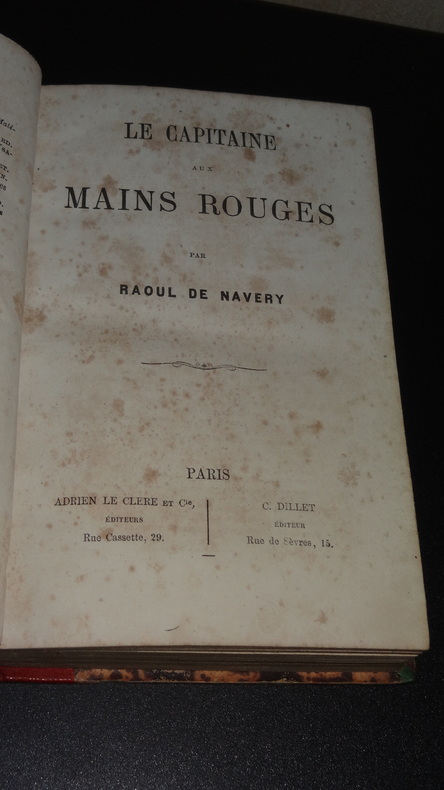 LE CAPITAINE
AUX
MAINS ROUGES
PAR
RAOUL DE NAVERY
PARIS
ADRIEN LE CLERE ET Cie,
ÉDITEURS
Rue Cassette, 29.
C. DILLET
ÉDITEUR
Rue de Sèvres, 15.